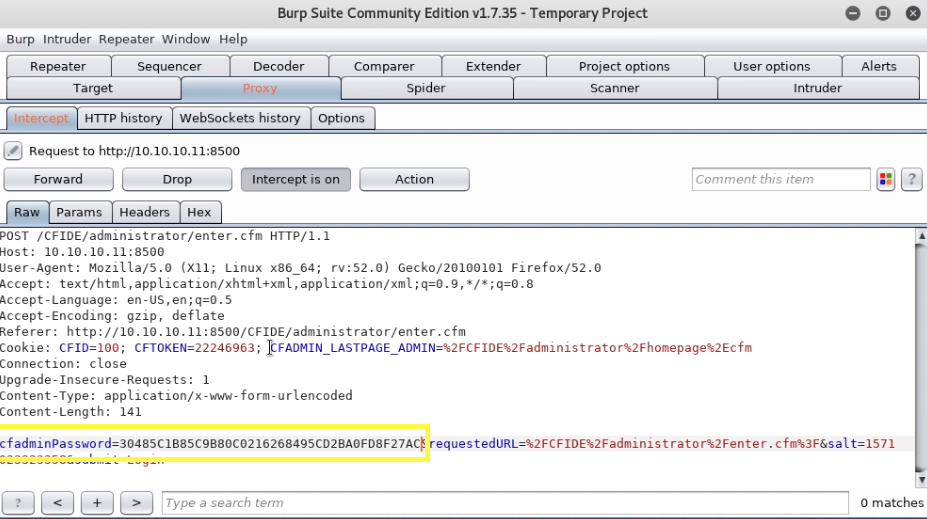 Burp Suite Community Edition v1.7.35 - Temporary Project
Burp Intruder Repeater Window Help
Repeater Sequencer Decoder Comparer Extender Project options User options Alerts
Target Proxy Spider Scanner Intruder
Intercept HTTP history WebSockets history Options
Request to http://10.10.10.11:8500
Forward Drop Intercept is on Action Comment this item ?
Raw Params Headers Hex
POST /CFIDE/administrator/enter.cfm HTTP/1.1
Host: 10.10.10.11:8500
User-Agent: Mozilla/5.0 (X11; Linux x86_64; rv:52.0) Gecko/20100101 Firefox/52.0
Accept: text/html,application/xhtml+xml,application/xml;q=0.9,*/*;q=0.8
Accept-Language: en-US,en;q=0.5
Accept-Encoding: gzip, deflate
Referer: http://10.10.10.11:8500/CFIDE/administrator/enter.cfm
Cookie: CFID=100; CFTOKEN=22246963; CFADMIN_LASTPAGE_ADMIN=%2FCFIDE%2Fadministrator%2Fhomepage%2Ecfm
Connection: close
Upgrade-Insecure-Requests: 1
Content-Type: application/x-www-form-urlencoded
Content-Length: 141
cfadminPassword=30485C1B85C9B80C0216268495CD2BA0FD8F27AC&requestedURL=%2FCFIDE%2Fadministrator%2Fenter.cfm%3F&salt=1571
? < + > Type a search term 0 matches